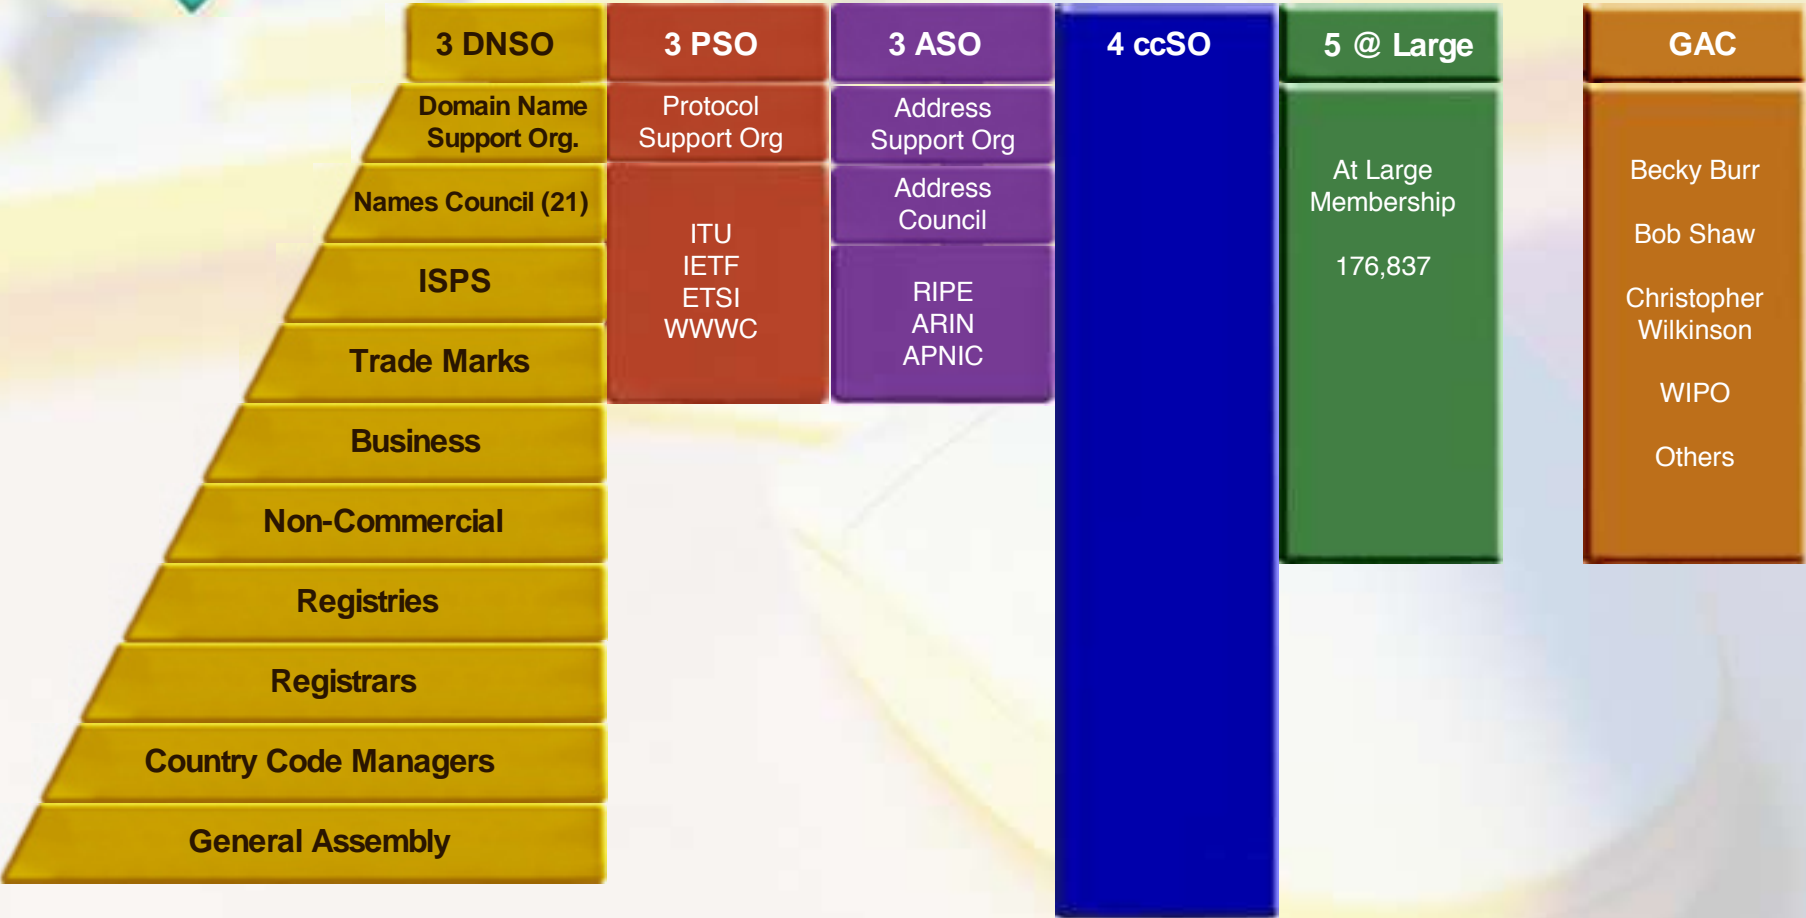 3 DNSO
Domain Name
Support Org.
Names Council (21)
ISPS
Trade Marks
Business
Non-Commercial
Registries
Registrars
Country Code Managers
General Assembly
3 PSO
Protocol
Support Org
ITU
IETF
ETSI
WWWC
3 ASO
Address
Support Org
Address
Council
RIPE
ARIN
APNIC
4 ccSO
5 @ Large
At Large
Membership
176,837
GAC
Becky Burr
Bob Shaw
Christopher
Wilkinson
WIPO
Others